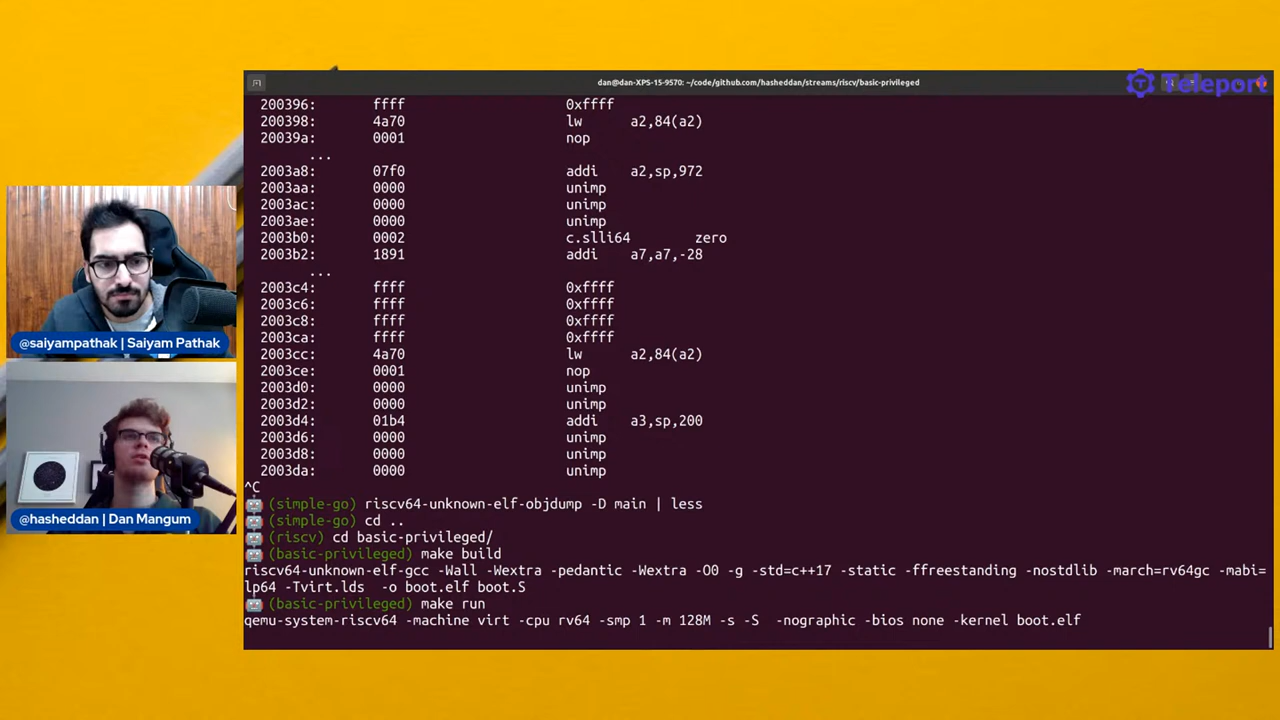 dan@dan-XPS-15-9570: ~/code/github.com/hasheddan/streams/riscv/basic-privileged
Teleport
200396: ffff 0xffff
200398: 4a70 lw a2,84(a2)
20039a: 0001 nop
...
2003a8: 07f0 addi a2,sp,972
2003aa: 0000 unimp
2003ac: 0000 unimp
2003ae: 0000 unimp
2003b0: 0002 c.slli64 zero
2003b2: 1891 addi a7,a7,-28
...
2003c4: ffff 0xffff
2003c6: ffff 0xffff
2003c8: ffff 0xffff
2003ca: ffff 0xffff
2003cc: 4a70 lw a2,84(a2)
2003ce: 0001 nop
2003d0: 0000 unimp
2003d2: 0000 unimp
2003d4: 01b4 addi a3,sp,200
2003d6: 0000 unimp
2003d8: 0000 unimp
2003da: 0000 unimp
^C
(simple-go) riscv64-unknown-elf-objdump -D main | less
(simple-go) cd ..
(riscv) cd basic-privileged/
(basic-privileged) make build
riscv64-unknown-elf-gcc -Wall -Wextra -pedantic -Wextra -O0 -g -std=c++17 -static -ffreestanding -nostdlib -march=rv64gc -mabi=
lp64 -Tvirt.lds  -o boot.elf boot.S
(basic-privileged) make run
qemu-system-riscv64 -machine virt -cpu rv64 -smp 1 -m 128M -s -S  -nographic -bios none -kernel boot.elf
@saiyampathak | Saiyam Pathak
@hasheddan | Dan Mangum